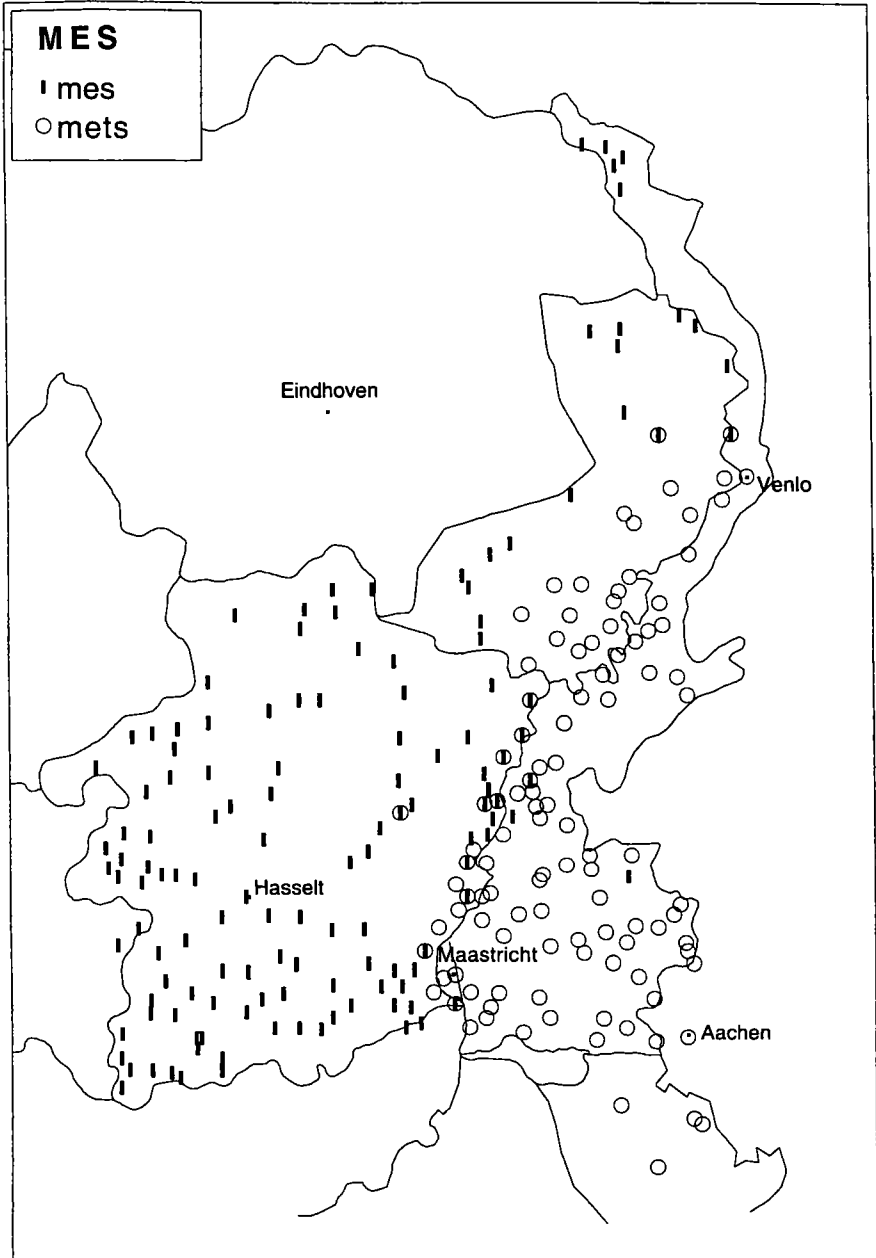 MES
mes
mets
Eindhoven
Venlo
Hasselt
Maastricht
Aachen